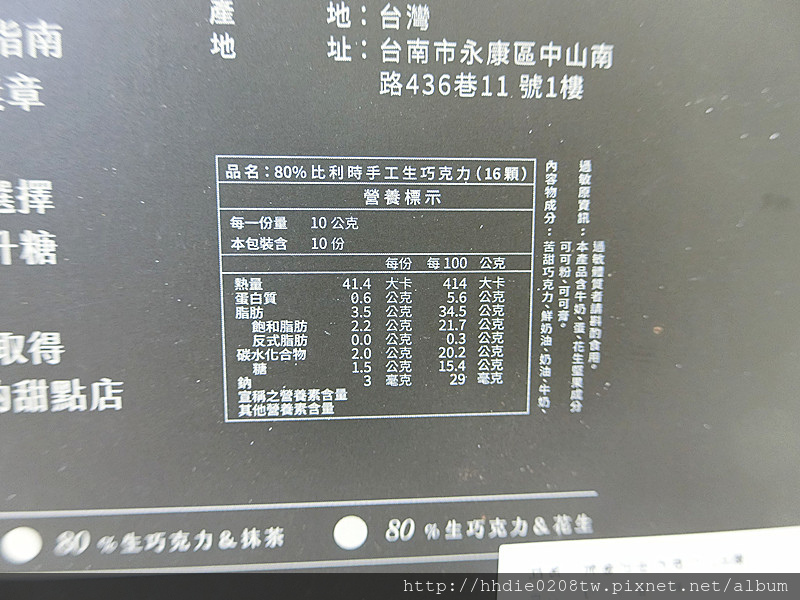 產 地：台灣
地 址：台南市永康區中山南
路436巷11 號1樓
指南
章
選擇
汁糖
取得
的甜點店
品名：80%比利時手工生巧克力(16顆)
營養標示
每一份量 10公克
本包裝含 10份
每份 每100 公克
熱量 41.4 大卡 414 大卡
蛋白質 0.6 公克 5.6 公克
脂肪 3.5 公克 34.5 公克
飽和脂肪 2.2 公克 21.7 公克
反式脂肪 0.0 公克 0.3 公克
碳水化合物 2.0 公克 20.2 公克
糖 1.5 公克 15.4 公克
鈉 3 毫克 29 毫克
宣稱之營養素含量
其他營養素含量
過敏原資訊：本產品含牛奶、蛋、花生堅果成分
過敏體質者請斟酌食用。
內容物成分：苦甜巧克力、鮮奶油、奶油、牛奶、
可可粉、可可膏。
80 %生巧克力&抹茶
80 %生巧克力&花生
http://hhdie0208tw.pixnet.net/album